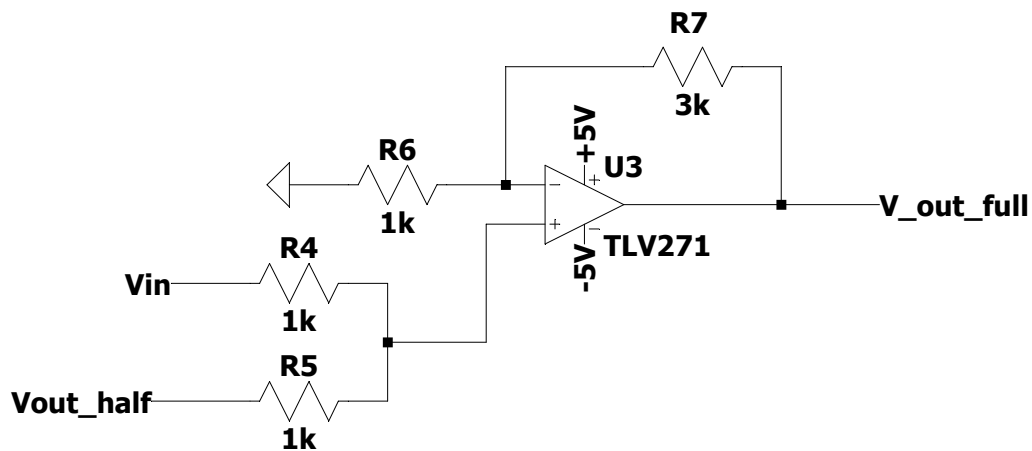 R7
3k
+5V
R6
U3
1k
V_out_full
-5V
TLV271
R4
Vin
1k
R5
Vout_half
1k